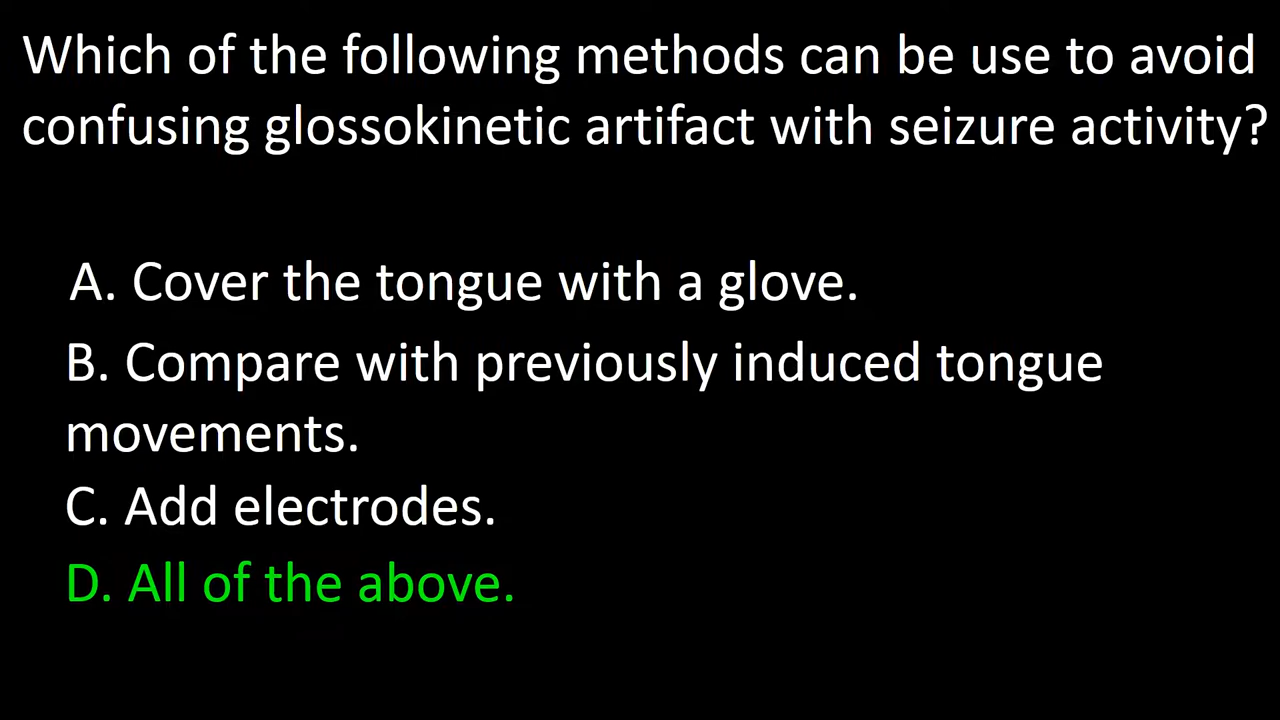 Which of the following methods can be use to avoid
confusing glossokinetic artifact with seizure activity?
A. Cover the tongue with a glove.
B. Compare with previously induced tongue
movements.
C. Add electrodes.
D. All of the above.